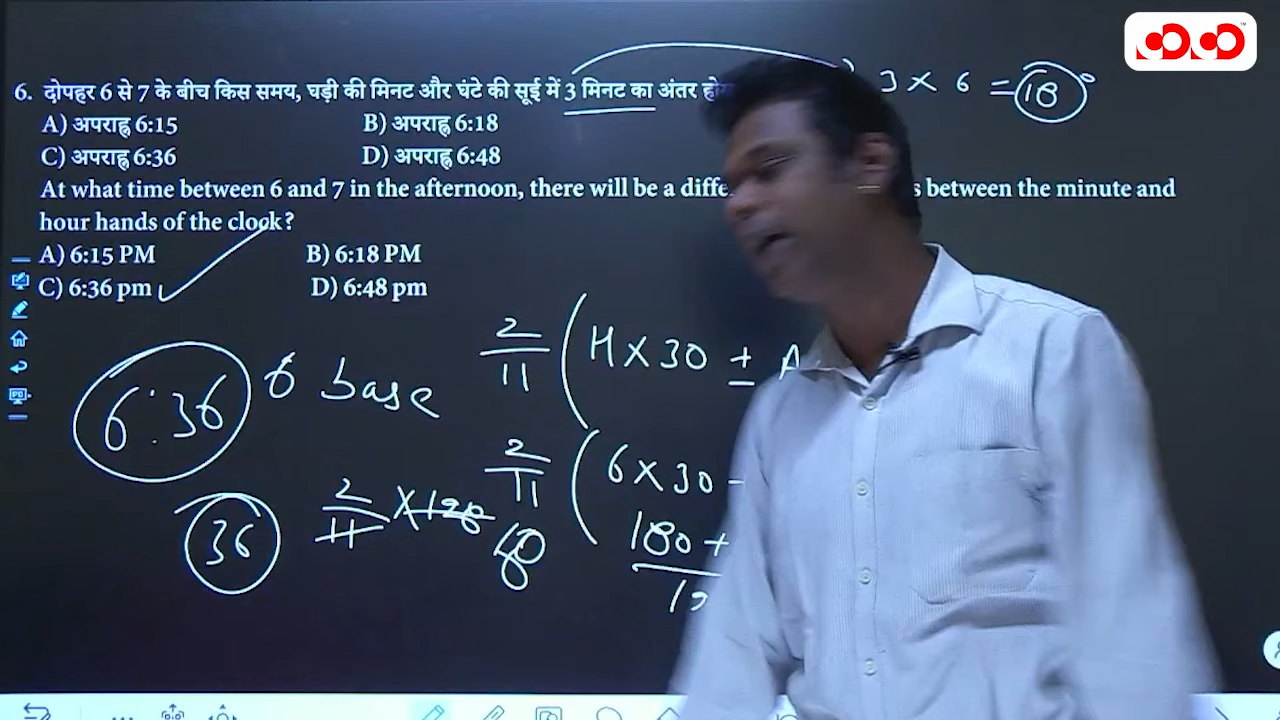 6. दोपहर 6 से 7 के बीच किस समय, घड़ी की मिनट और घंटे की सूई में 3 मिनट का अंतर
3 × 6 = 18°
A) अपराह्न 6:15 B) अपराह्न 6:18
C) अपराह्न 6:36 D) अपराह्न 6:48
At what time between 6 and 7 in the afternoon, there will be a between the minute and
hour hands of the clock?
A) 6:15 PM B) 6:18 PM
C) 6:36 pm D) 6:48 pm
2/11 ( H × 30 ± A
6:36 6 base
2/11 ( 6 × 30
36 2/11 × 198
180 +